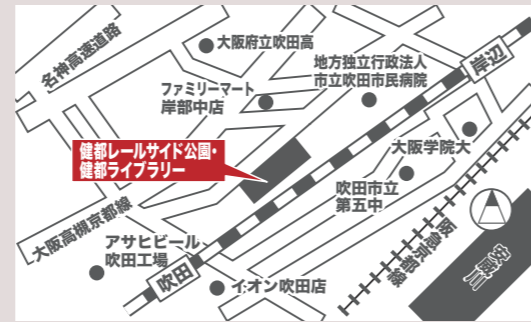 名神高速道路
大阪府立吹田高
地方独立行政法人
市立吹田市民病院
岸辺
ファミリーマート
岸部中店
健都レールサイド公園・
健都ライブラリー
大阪学院大
吹田市立
第五中
大阪高槻京都線
アサヒビール
吹田工場
吹田
イオン吹田店
阪急京都線
安威川